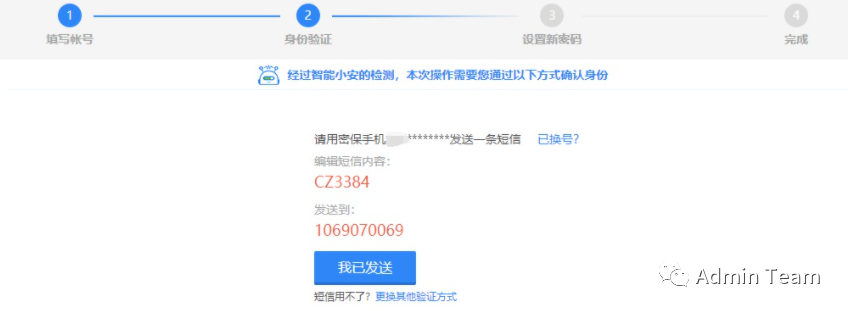 1 2 3 4
填写帐号 身份验证 设置新密码 完成
经过智能小安的检测，本次操作需要您通过以下方式确认身份
请用密保手机********发送一条短信 已换号?
编辑短信内容：
CZ3384
发送到：
1069070069
我已发送
短信用不了？更换其他验证方式
Admin Team